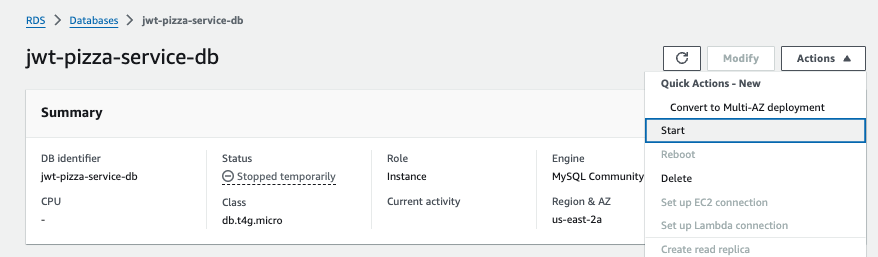 RDS > Databases > jwt-pizza-service-db
jwt-pizza-service-db
Modify
Actions
Quick Actions - New
Convert to Multi-AZ deployment
Start
Reboot
Delete
Set up EC2 connection
Set up Lambda connection
Create read replica
Summary
DB identifier
jwt-pizza-service-db
CPU
-
Status
Stopped temporarily
Class
db.t4g.micro
Role
Instance
Current activity
Engine
MySQL Community
Region & AZ
us-east-2a